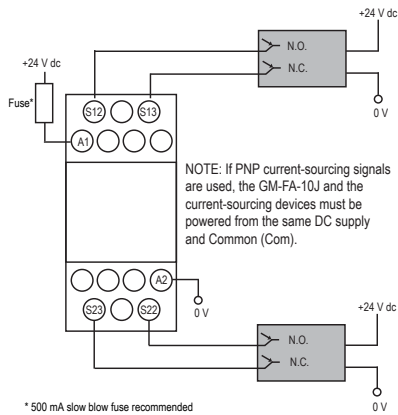 +24 V dc
N.O.
N.C.
0 V
+24 V dc
Fuse*
S12
S13
A1
NOTE: If PNP current-sourcing signals
are used, the GM-FA-10J and the
current-sourcing devices must be
powered from the same DC supply
and Common (Com).
A2
S23
S22
0 V
+24 V dc
N.O.
N.C.
0 V
* 500 mA slow blow fuse recommended